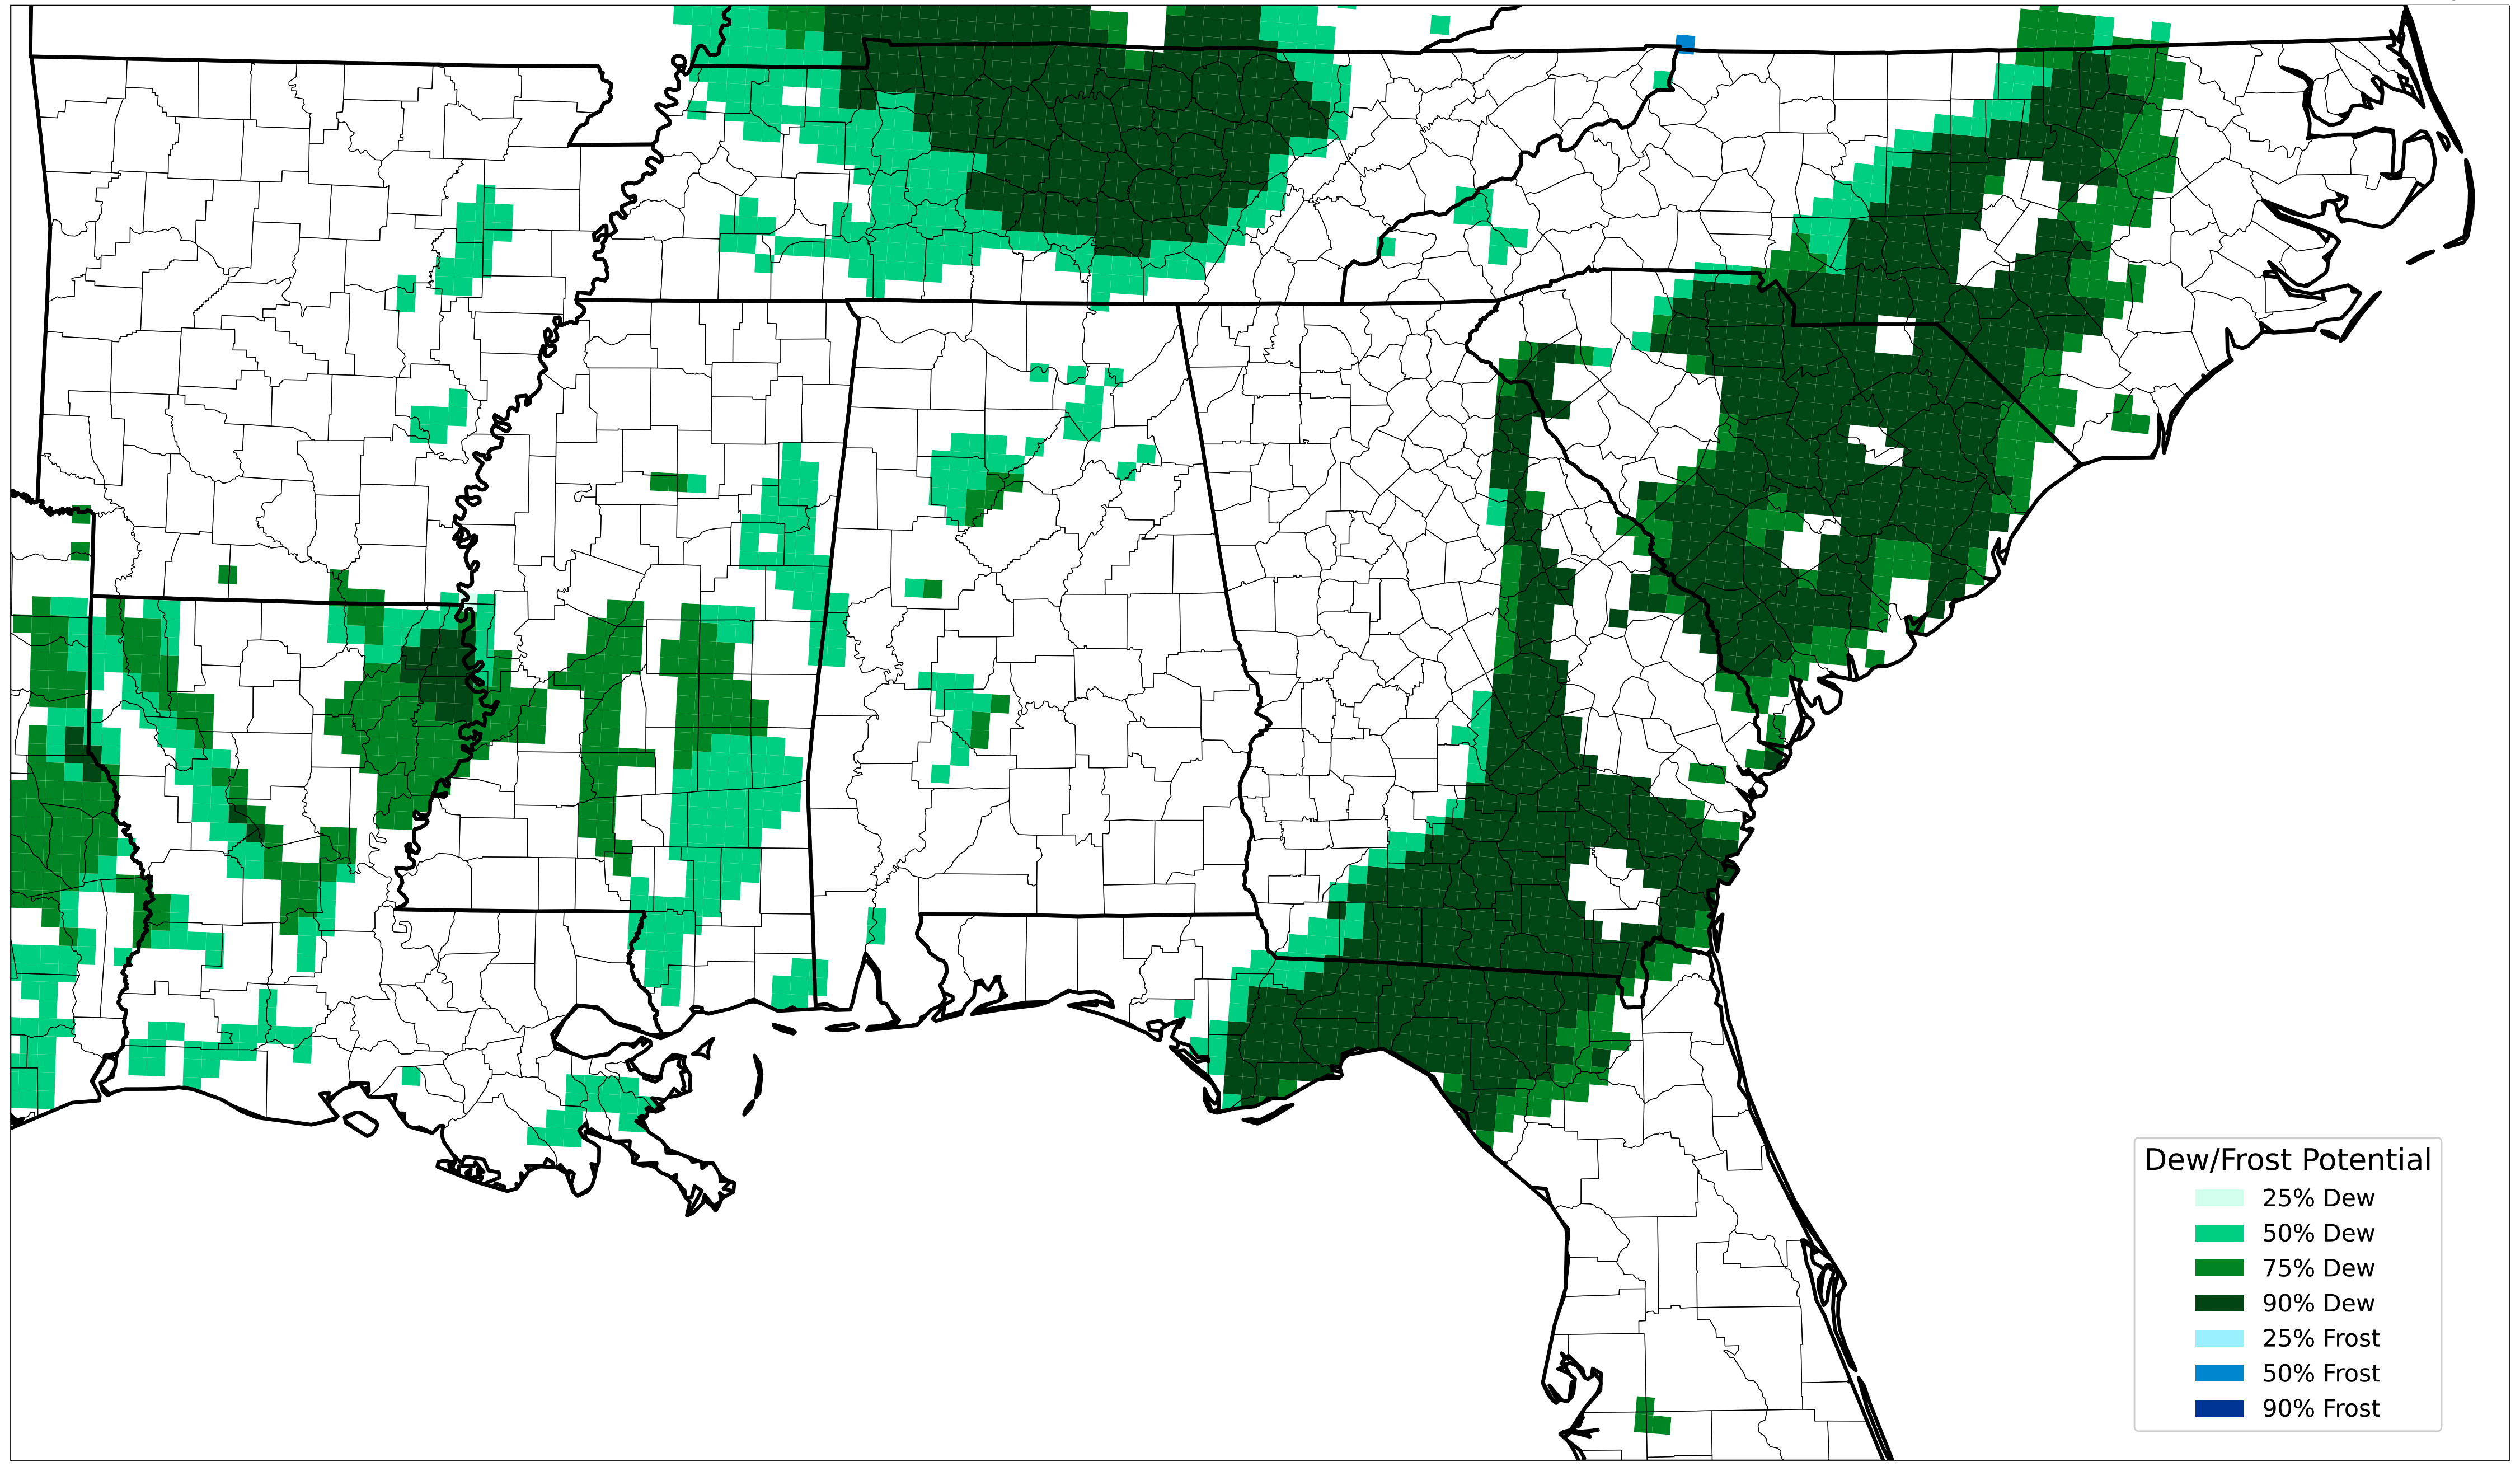 Dew/Frost Potential
25% Dew
50% Dew
75% Dew
90% Dew
25% Frost
50% Frost
90% Frost